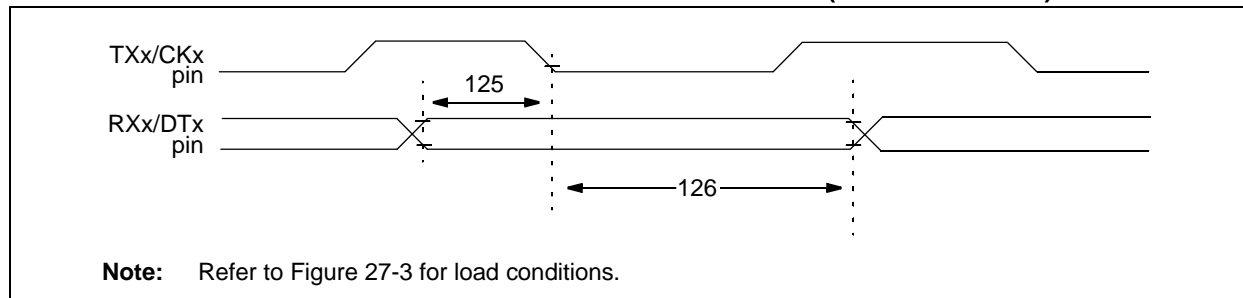 TXx/CKx
pin
125
RXx/DTx
pin
126
Note: Refer to Figure 27-3 for load conditions.